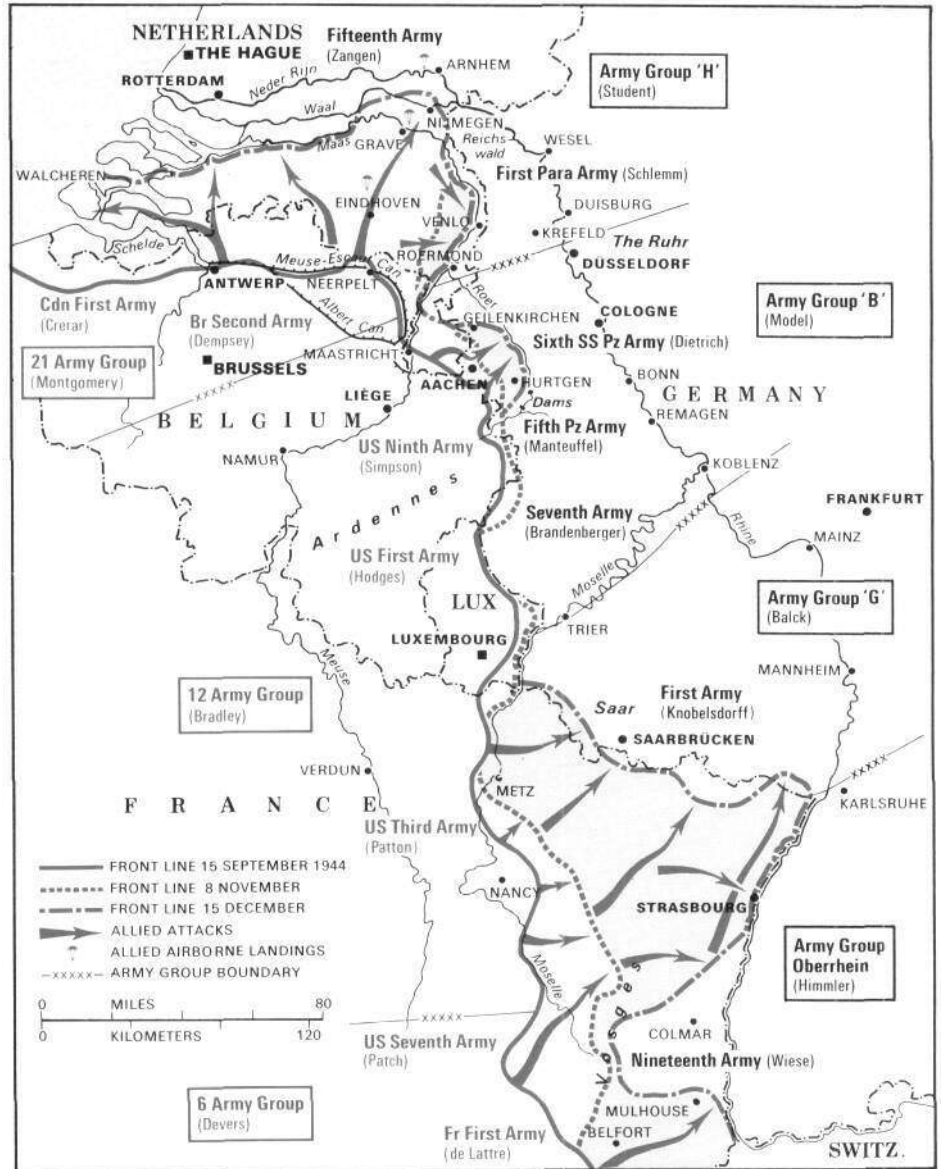 NETHERLANDS
THE HAGUE
Fifteenth Army
(Zangen)
ARNHEM
Army Group 'H'
(Student)
ROTTERDAM
Neder Rijn
Waal
NIJMEGEN
Maas
GRAVE
Reichs
wald
WESEL
WALCHEREN
First Para Army (Schlemm)
EINDHOVEN
DUISBURG
VENLO
KREFELD
The Ruhr
Schelde
Meuse-Escaut Can
ROERMOND
DÜSSELDORF
ANTWERP
NEERPELT
Cdn First Army
(Crerar)
Albert Can
Roer
Army Group 'B'
(Model)
Br Second Army
(Dempsey)
GEILENKIRCHEN
COLOGNE
21 Army Group
(Montgomery)
BRUSSELS
MAASTRICHT
Sixth SS Pz Army (Dietrich)
AACHEN
HURTGEN
BONN
LIÈGE
Dams
GERMANY
BELGIUM
REMAGEN
Fifth Pz Army
(Manteuffel)
US Ninth Army
(Simpson)
NAMUR
KOBLENZ
Ardennes
FRANKFURT
Seventh Army
(Brandenberger)
Rhine
MAINZ
US First Army
(Hodges)
Moselle
LUX
Army Group 'G'
(Balck)
TRIER
LUXEMBOURG
Meuse
MANNHEIM
12 Army Group
(Bradley)
First Army
(Knobelsdorff)
Saar
SAARBRÜCKEN
VERDUN
METZ
FRANCE
KARLSRUHE
xxxxx
US Third Army
(Patton)
FRONT LINE 15 SEPTEMBER 1944
FRONT LINE 8 NOVEMBER
NANCY
FRONT LINE 15 DECEMBER
STRASBOURG
ALLIED ATTACKS
ALLIED AIRBORNE LANDINGS
xxxxx ARMY GROUP BOUNDARY
Army Group
Oberrhein
(Himmler)
Moselle
0 MILES 80
0 KILOMETERS 120
Vosges
xxxxx
COLMAR
US Seventh Army
(Patch)
Nineteenth Army (Wiese)
6 Army Group
(Devers)
MULHOUSE
Fr First Army
(de Lattre)
BELFORT
SWITZ.